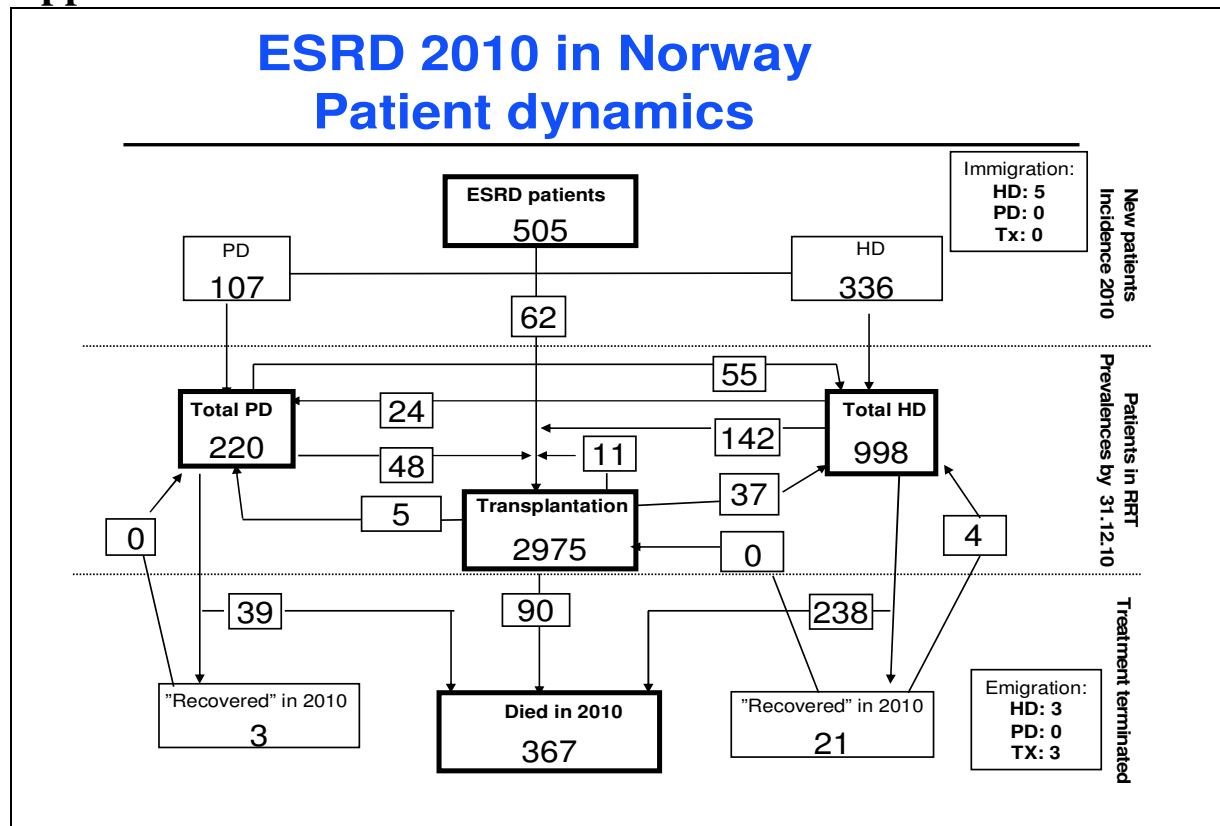 ESRD 2010 in Norway
Patient dynamics
Immigration:
HD: 5
PD: 0
Tx: 0
ESRD patients
505
PD
107
HD
336
62
New patients
Incidence 2010
55
Total PD
220
24
Total HD
998
142
48
11
37
5
Transplantation
2975
0
0
4
Patients in RRT
Prevalences by 31.12.10
39
90
238
"Recovered" in 2010
3
Died in 2010
367
"Recovered" in 2010
21
Emigration:
HD: 3
PD: 0
TX: 3
Treatment terminated